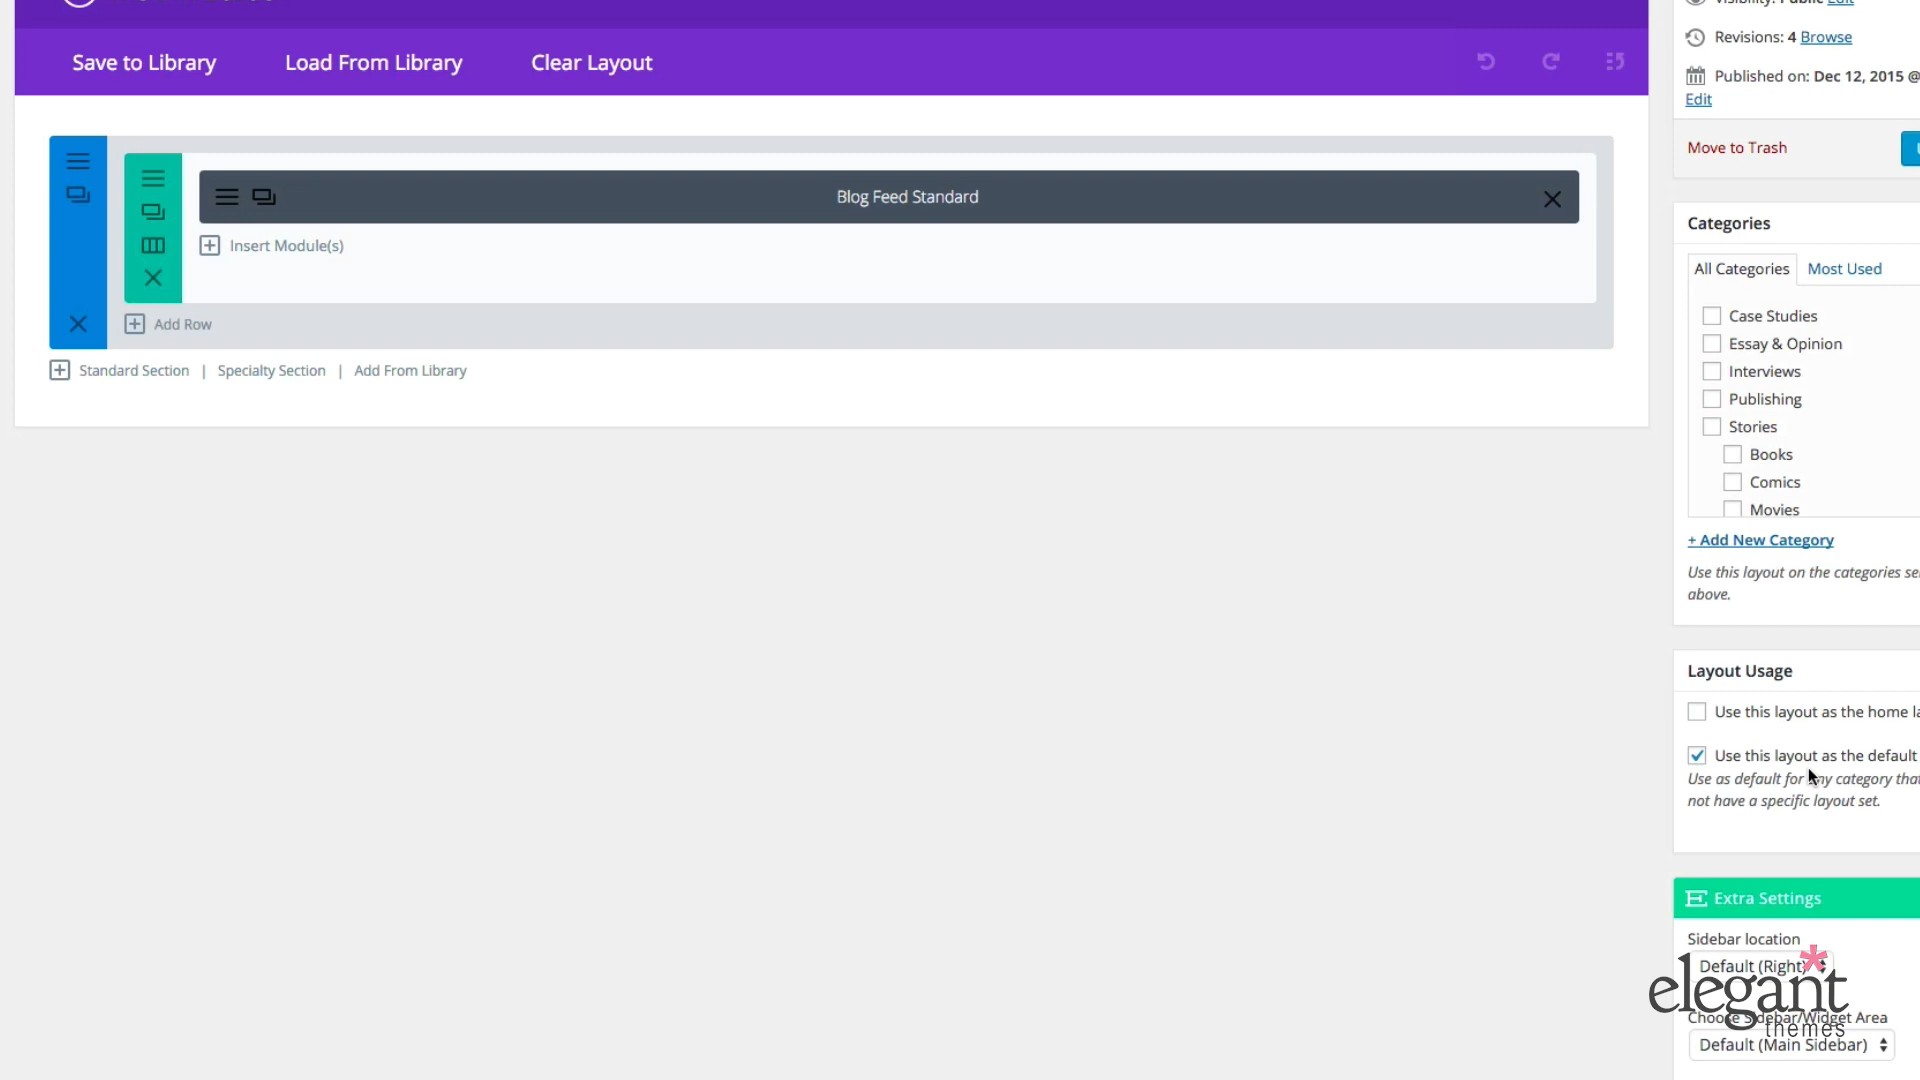 Visibility: Public Edit
Save to Library Load From Library Clear Layout
Revisions: 4 Browse
Published on: Dec 12, 2015 @
Edit
Move to Trash
Blog Feed Standard
Insert Module(s)
Add Row
Standard Section | Specialty Section | Add From Library
Categories
All Categories Most Used
Case Studies
Essay & Opinion
Interviews
Publishing
Stories
Books
Comics
Movies
+ Add New Category
Use this layout on the categories
above.
Layout Usage
Use this layout as the home
Use this layout as the default
Use as default for any category that
not have a specific layout set.
Extra Settings
Sidebar location
Default (Right)
Choose Sidebar/Widget Area
Default (Main Sidebar)
elegant
themes